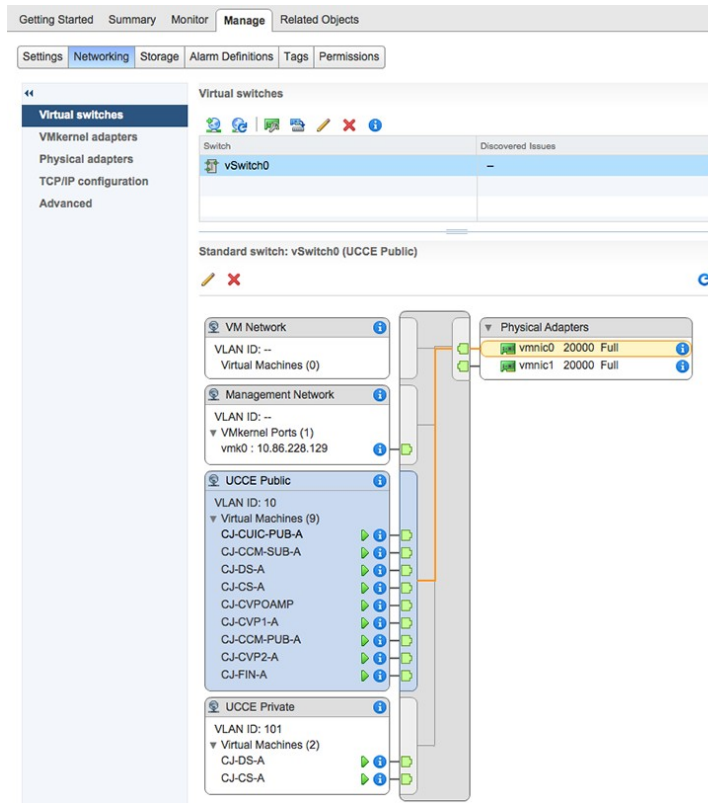 Getting Started Summary Monitor Manage Related Objects
Settings Networking Storage Alarm Definitions Tags Permissions
Virtual switches
VMkernel adapters
Physical adapters
TCP/IP configuration
Advanced
Virtual switches
Switch Discovered Issues
vSwitch0 --
Standard switch: vSwitch0 (UCCE Public)
VM Network
VLAN ID: --
Virtual Machines (0)
Management Network
VLAN ID: --
VMkernel Ports (1)
vmk0 : 10.86.228.129
UCCE Public
VLAN ID: 10
Virtual Machines (9)
CJ-CUIC-PUB-A
CJ-CCM-SUB-A
CJ-DS-A
CJ-CS-A
CJ-CVPOAMP
CJ-CVP1-A
CJ-CCM-PUB-A
CJ-CVP2-A
CJ-FIN-A
UCCE Private
VLAN ID: 101
Virtual Machines (2)
CJ-DS-A
CJ-CS-A
Physical Adapters
vmnic0 20000 Full
vmnic1 20000 Full